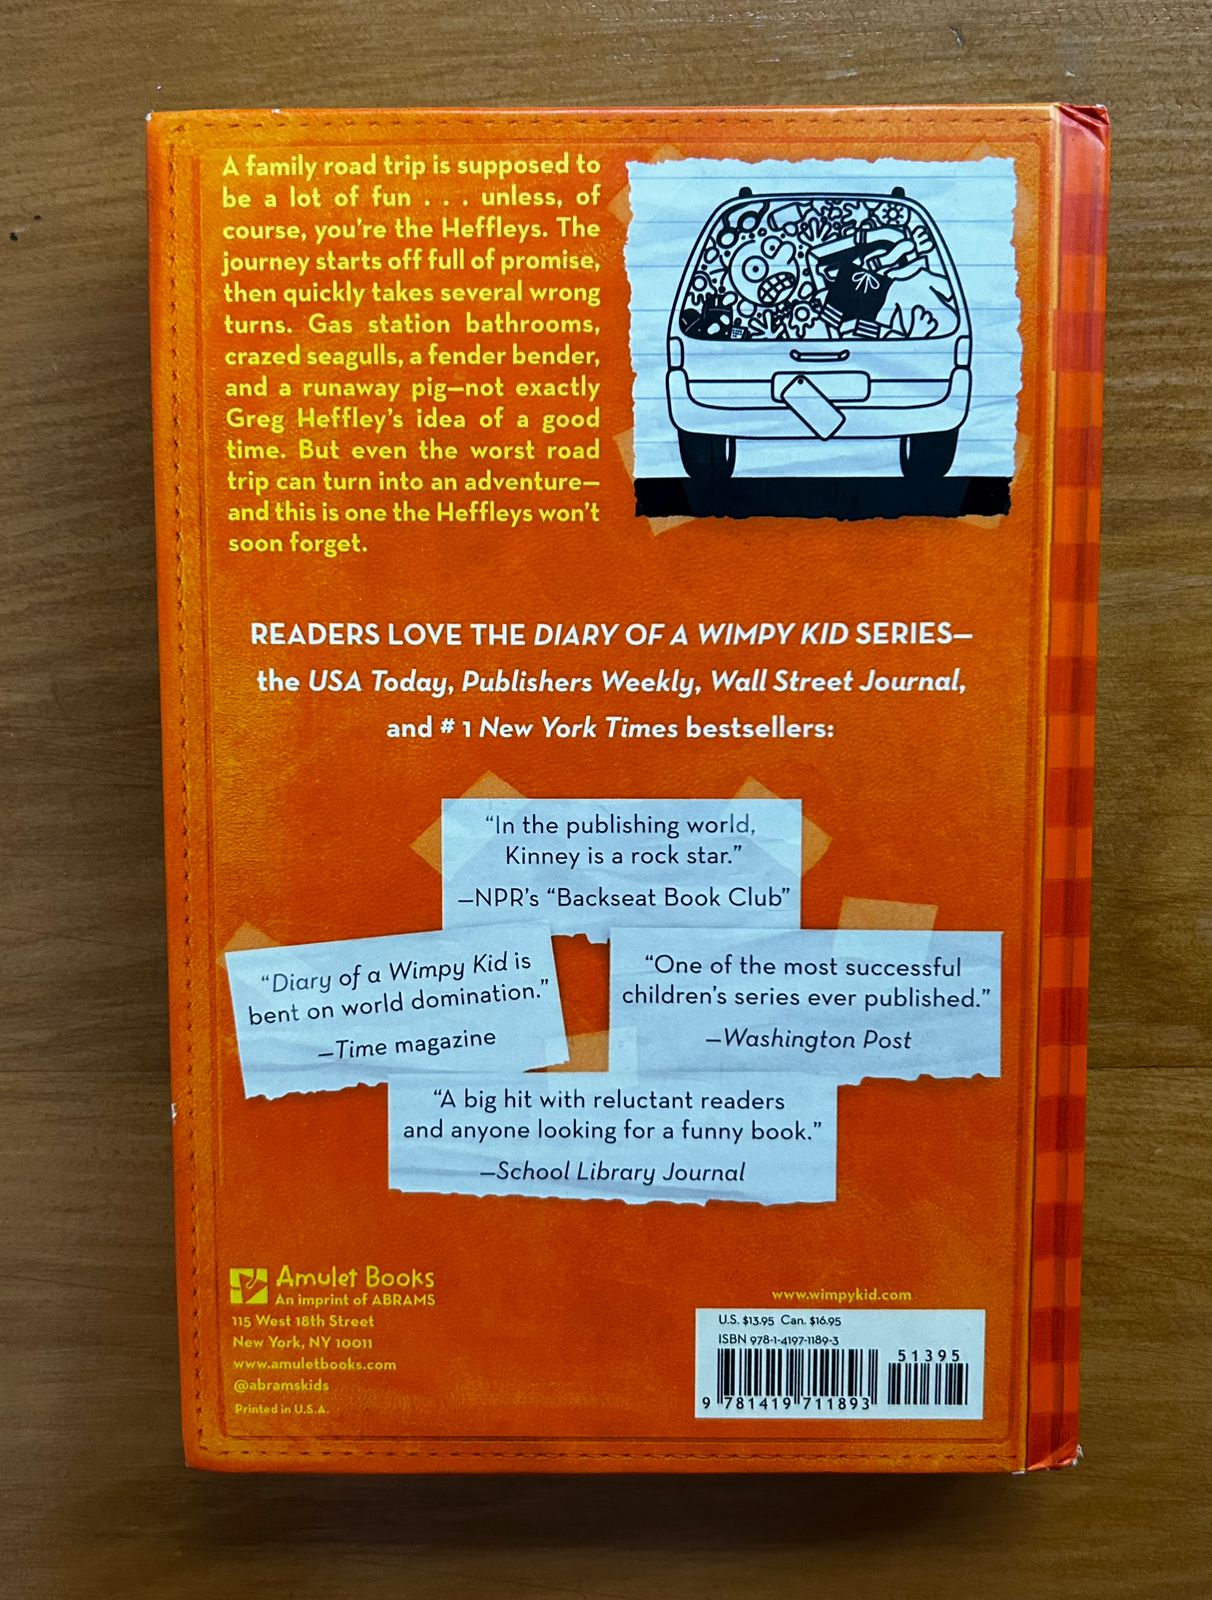 A family road trip is supposed to
be a lot of fun . . . unless, of
course, you're the Heffleys. The
journey starts off full of promise,
then quickly takes several wrong
turns. Gas station bathrooms,
crazed seagulls, a fender bender,
and a runaway pig—not exactly
Greg Heffley's idea of a good
time. But even the worst road
trip can turn into an adventure—
and this is one the Heffleys won't
soon forget.
READERS LOVE THE DIARY OF A WIMPY KID SERIES—
the USA Today, Publishers Weekly, Wall Street Journal,
and #1 New York Times bestsellers:
“In the publishing world,
Kinney is a rock star.”
—NPR's “Backseat Book Club”
“Diary of a Wimpy Kid is
bent on world domination.”
—Time magazine
“One of the most successful
children's series ever published.”
—Washington Post
“A big hit with reluctant readers
and anyone looking for a funny book.”
—School Library Journal
Amulet Books
An imprint of ABRAMS
115 West 18th Street
New York, NY 10011
www.amuletbooks.com
@abramskids
Printed in U.S.A.
www.wimpykid.com
U.S. $13.95 Can. $16.95
ISBN 978-1-4197-1189-3
51395
9 781419 711893